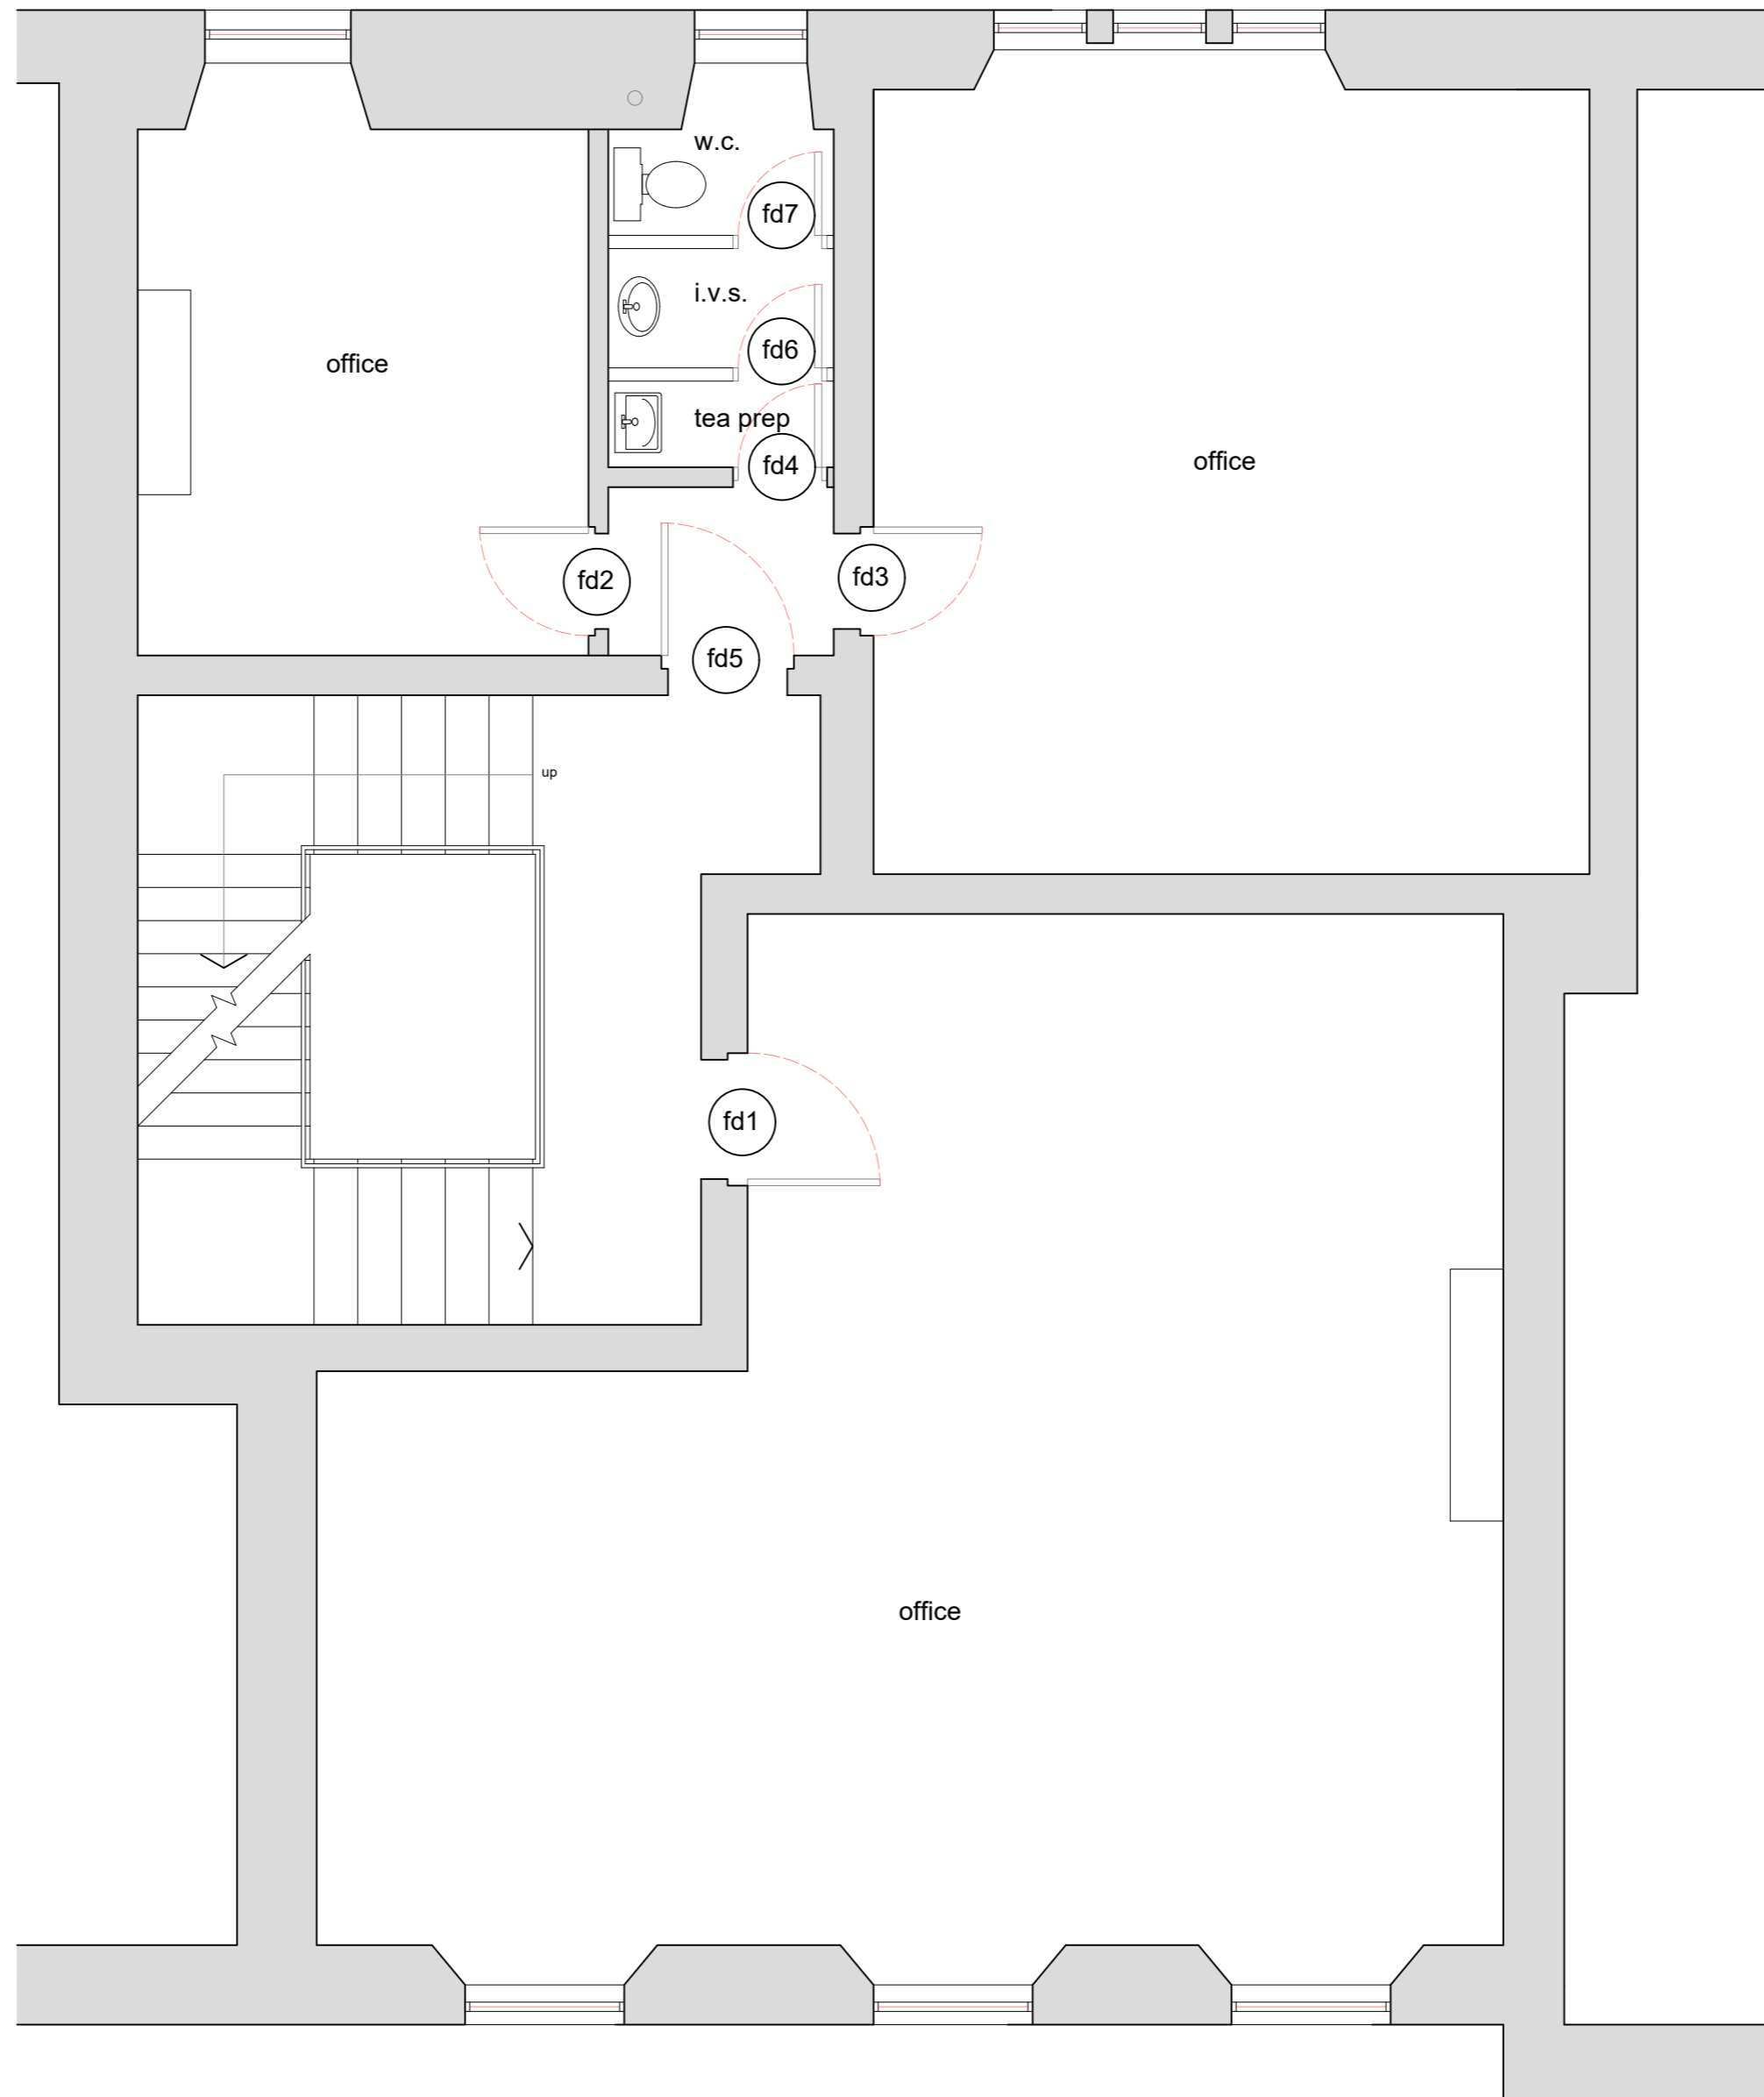 w.c.
fd7
i.v.s.
fd6
office
tea prep
fd4
office
fd2
fd3
fd5
up
fd1
office